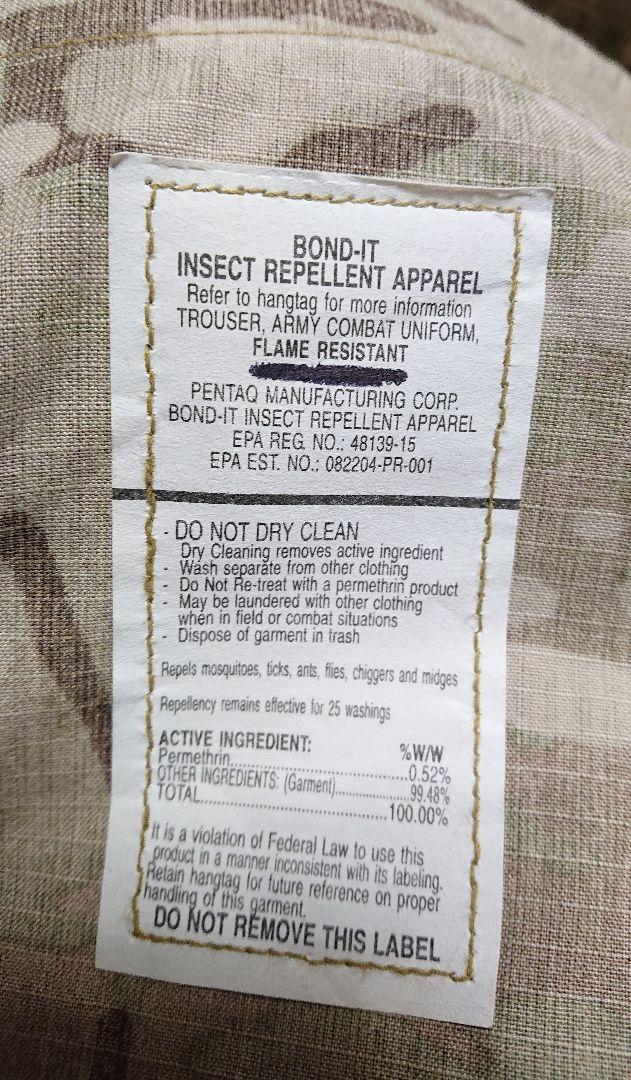 BOND-IT
INSECT REPELLENT APPAREL
Refer to hangtag for more information
TROUSER, ARMY COMBAT UNIFORM,
FLAME RESISTANT
PENTAQ MANUFACTURING CORP.
BOND-IT INSECT REPELLENT APPAREL
EPA REG. NO.: 48139-15
EPA EST. NO.: 082204-PR-001
- DO NOT DRY CLEAN
Dry Cleaning removes active ingredient
- Wash separate from other clothing
- Do Not Re-treat with a permethrin product
- May be laundered with other clothing
when in field or combat situations
- Dispose of garment in trash
Repels mosquitoes, ticks, ants, flies, chiggers and midges
Repellency remains effective for 25 washings
ACTIVE INGREDIENT: %W/W
Permethrin..............................0.52%
OTHER INGREDIENTS: (Garment)....................99.48%
TOTAL........................................100.00%
It is a violation of Federal Law to use this
product in a manner inconsistent with its labeling.
Retain hangtag for future reference on proper
handling of this garment.
DO NOT REMOVE THIS LABEL